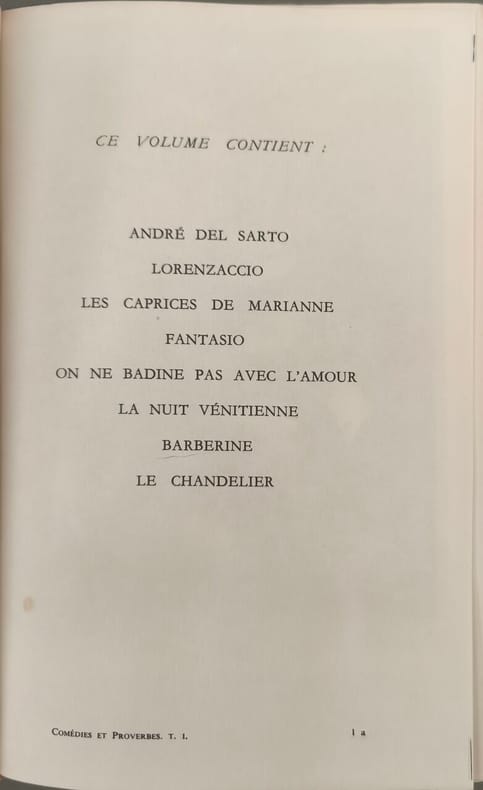 CE VOLUME CONTIENT :
ANDRÉ DEL SARTO
LORENZACCIO
LES CAPRICES DE MARIANNE
FANTASIO
ON NE BADINE PAS AVEC L'AMOUR
LA NUIT VÉNITIENNE
BARBERINE
LE CHANDELIER
COMÉDIES ET PROVERBES. T. I. 1 a